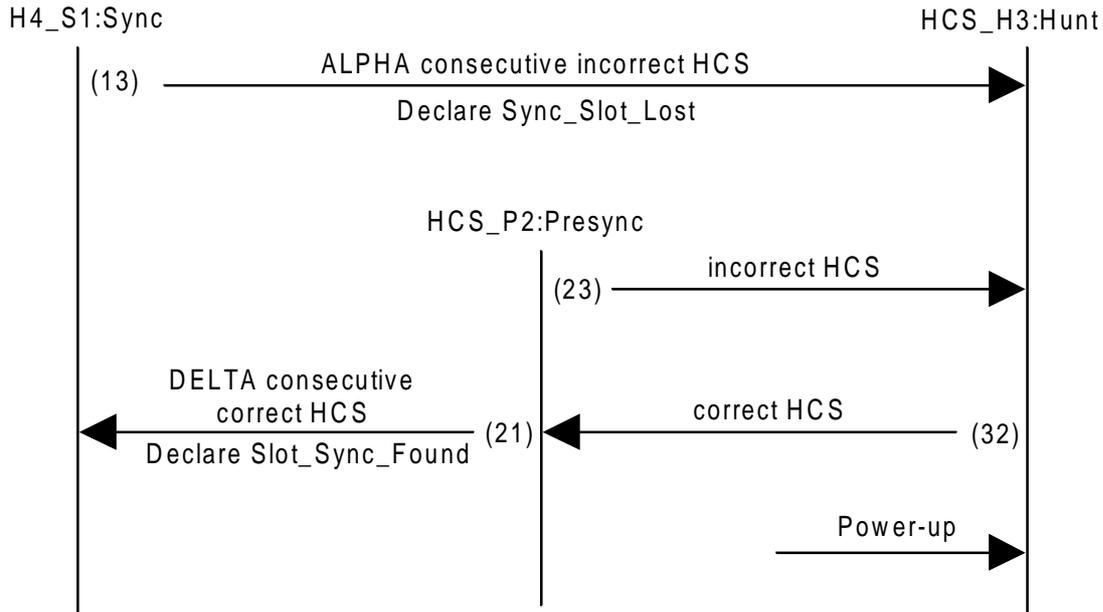 H4_S1:Sync
HCS_H3:Hunt
(13)
ALPHA consecutive incorrect HCS
Declare Sync_Slot_Lost
HCS_P2:Presync
(23)
incorrect HCS
DELTA consecutive
correct HCS
Declare Slot_Sync_Found
(21)
correct HCS
(32)
Power-up